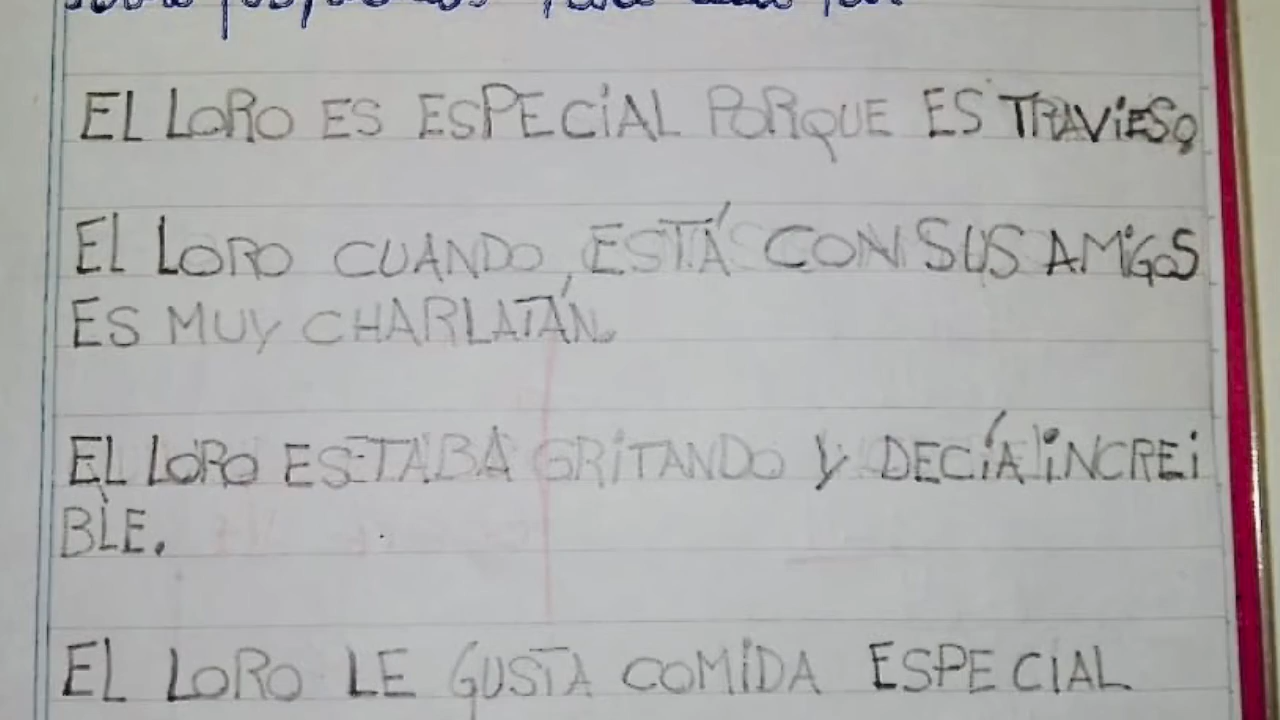 EL LORO ES ESPECIAL PORQUE ES TRAVIESO
EL LORO CUANDO ESTÁ CON SUS AMIGOS
ES MUY CHARLATÁN.
EL LORO ESTABA GRITANDO Y DECÍA INCREI
BLE.
EL LORO LE GUSTA COMIDA ESPECIAL